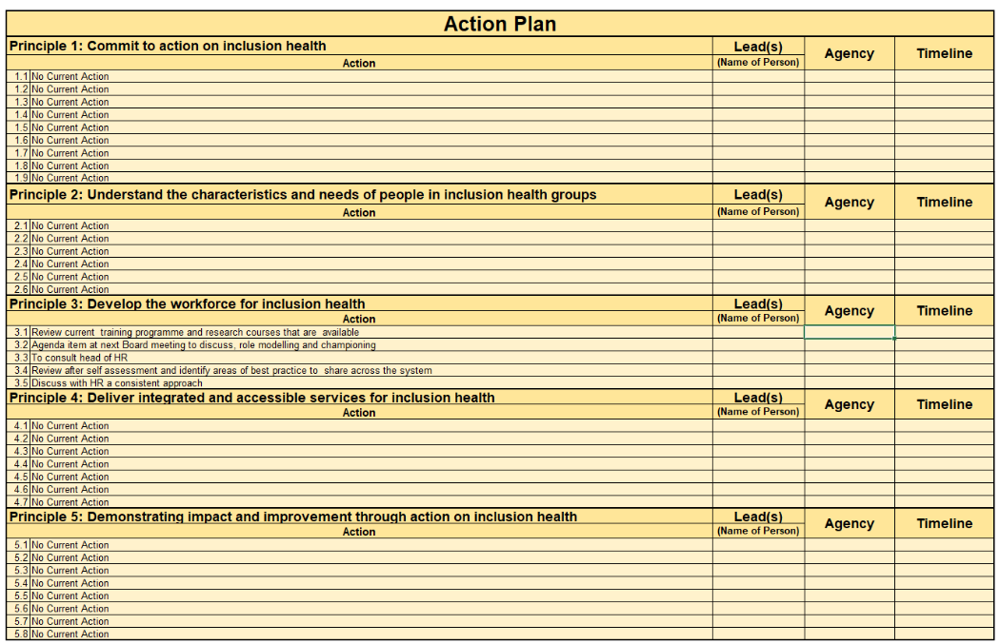 Action Plan
Principle 1: Commit to action on inclusion health Lead(s) Agency Timeline
Action (Name of Person)
1.1 No Current Action
1.2 No Current Action
1.3 No Current Action
1.4 No Current Action
1.5 No Current Action
1.6 No Current Action
1.7 No Current Action
1.8 No Current Action
1.9 No Current Action
Principle 2: Understand the characteristics and needs of people in inclusion health groups Lead(s) Agency Timeline
Action (Name of Person)
2.1 No Current Action
2.2 No Current Action
2.3 No Current Action
2.4 No Current Action
2.5 No Current Action
2.6 No Current Action
Principle 3: Develop the workforce for inclusion health Lead(s) Agency Timeline
Action (Name of Person)
3.1 Review current training programme and research courses that are available
3.2 Agenda item at next Board meeting to discuss, role modelling and championing
3.3 To consult head of HR
3.4 Review after self assessment and identify areas of best practice to share across the system
3.5 Discuss with HR a consistent approach
Principle 4: Deliver integrated and accessible services for inclusion health Lead(s) Agency Timeline
Action (Name of Person)
4.1 No Current Action
4.2 No Current Action
4.3 No Current Action
4.4 No Current Action
4.5 No Current Action
4.6 No Current Action
4.7 No Current Action
Principle 5: Demonstrating impact and improvement through action on inclusion health Lead(s) Agency Timeline
Action (Name of Person)
5.1 No Current Action
5.2 No Current Action
5.3 No Current Action
5.4 No Current Action
5.5 No Current Action
5.6 No Current Action
5.7 No Current Action
5.8 No Current Action